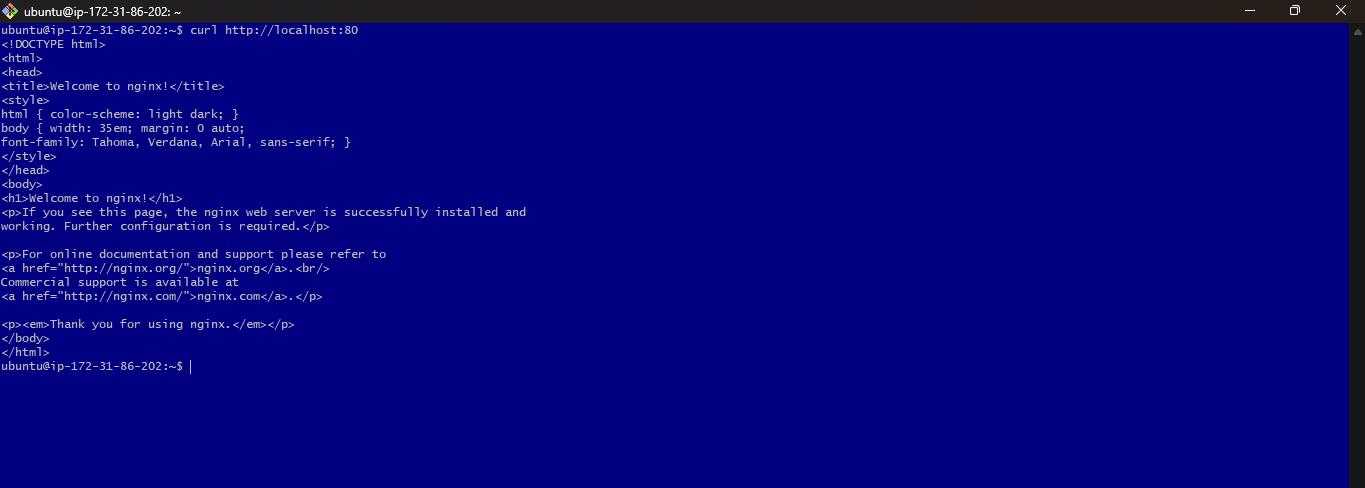 ubuntu@ip-172-31-86-202: ~
ubuntu@ip-172-31-86-202:~$ curl http://localhost:80
<!DOCTYPE html>
<html>
<head>
<title>Welcome to nginx!</title>
<style>
html { color-scheme: light dark; }
body { width: 35em; margin: 0 auto;
font-family: Tahoma, Verdana, Arial, sans-serif; }
</style>
</head>
<body>
<h1>Welcome to nginx!</h1>
<p>If you see this page, the nginx web server is successfully installed and
working. Further configuration is required.</p>

<p>For online documentation and support please refer to
<a href="http://nginx.org/">nginx.org</a>.<br/>
Commercial support is available at
<a href="http://nginx.com/">nginx.com</a>.</p>

<p><em>Thank you for using nginx.</em></p>
</body>
</html>
ubuntu@ip-172-31-86-202:~$